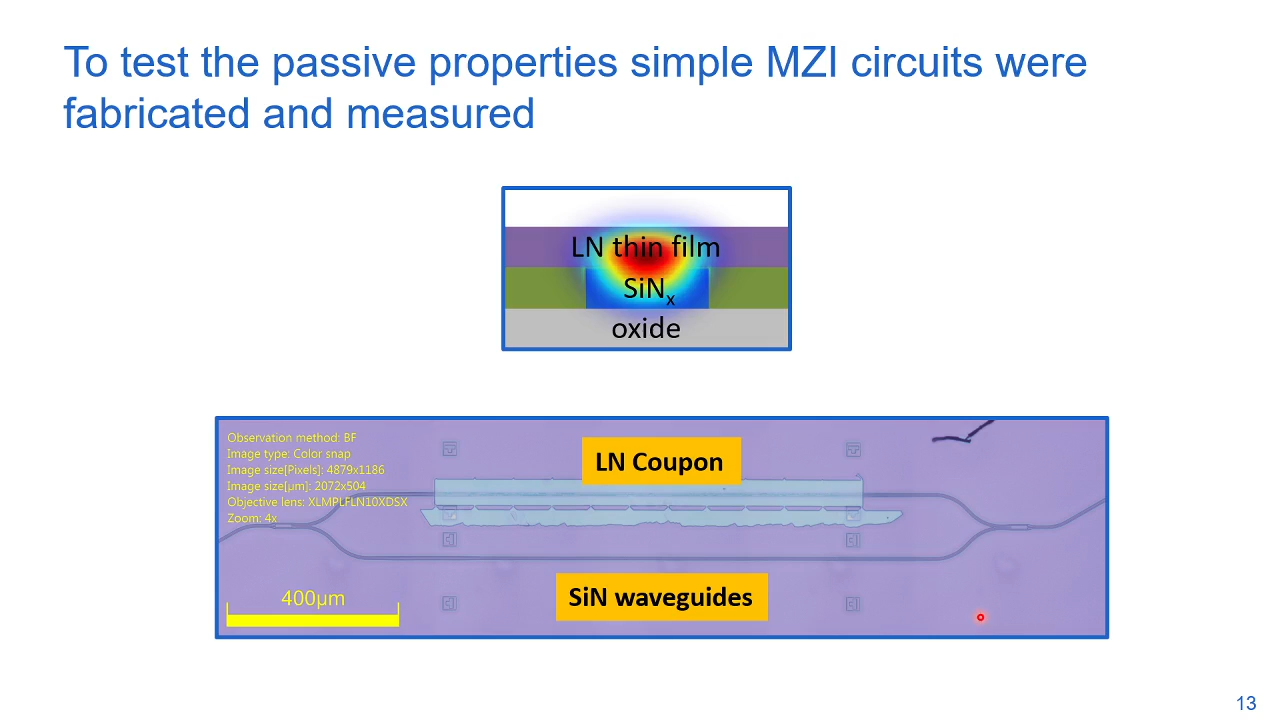 To test the passive properties simple MZI circuits were
fabricated and measured
LN thin film
SiNx
oxide
Observation method: BF
Image type: Color snap
Image size[Pixels]: 4879x1186
Image size[µm]: 2072x504
Objective lens: XLMPLFLN10XDSX
Zoom: 4x
LN Coupon
SiN waveguides
400µm
13